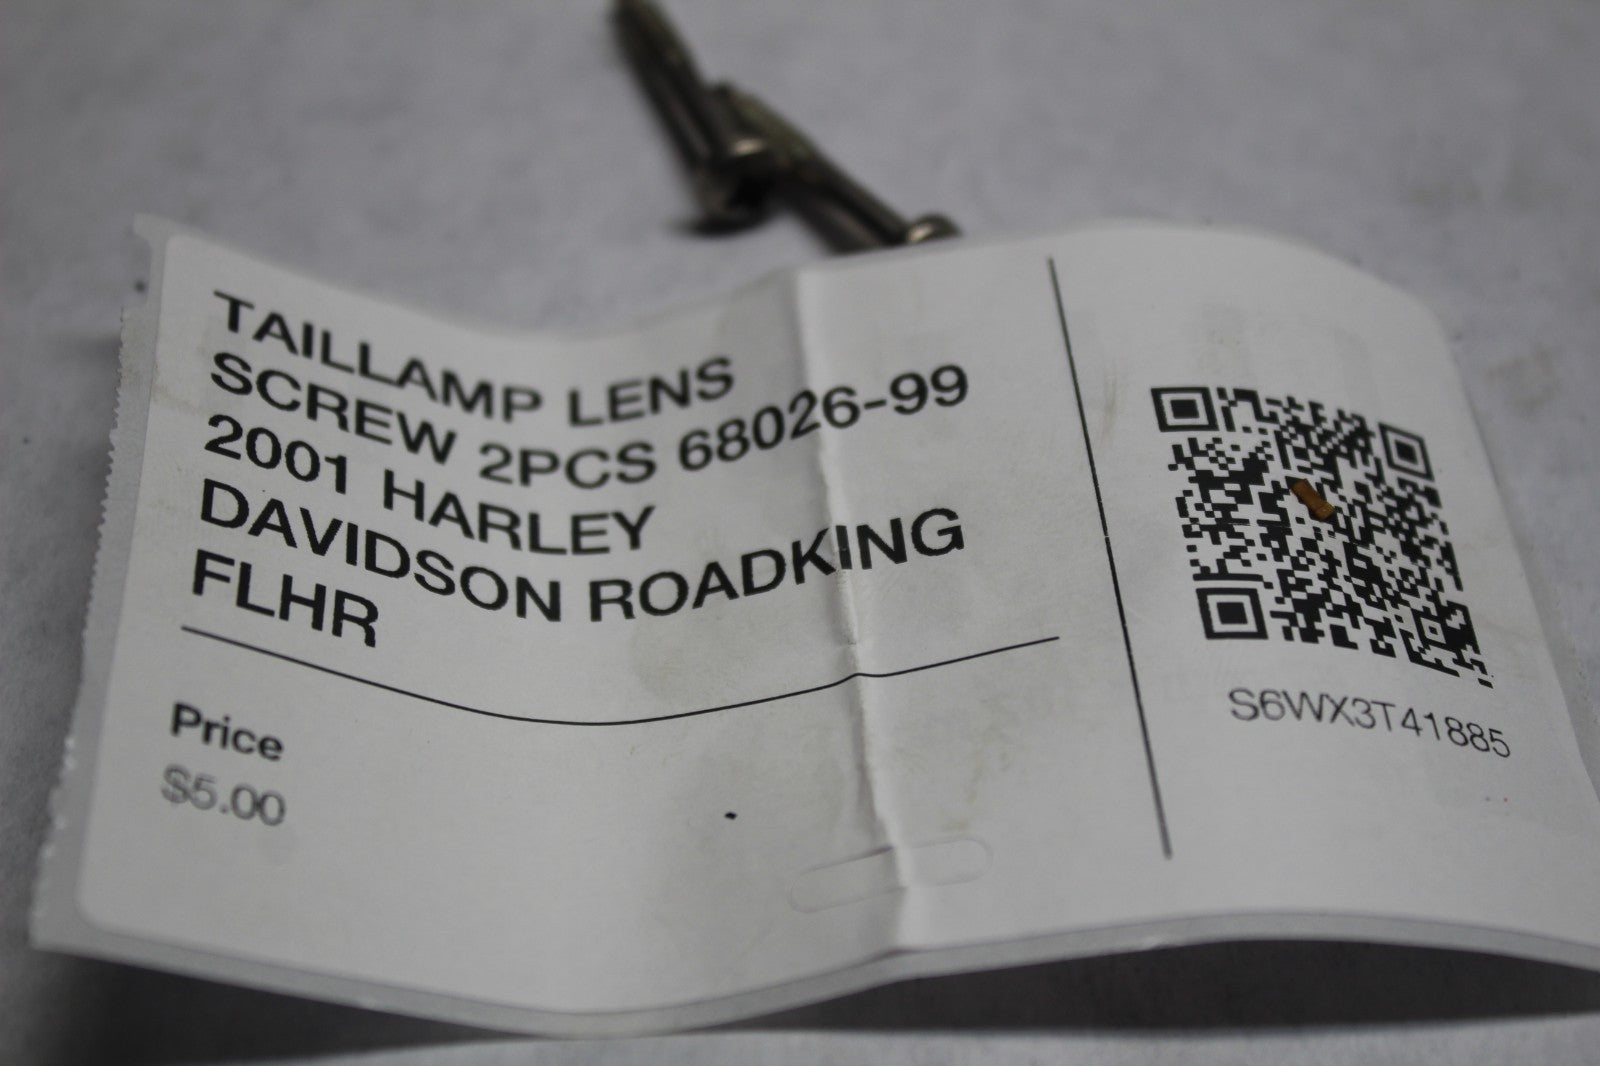 TAILLAMP LENS
SCREW 2PCS 68026-99
2001 HARLEY
DAVIDSON ROADKING
FLHR
Price
$5.00
S6WX3T41885